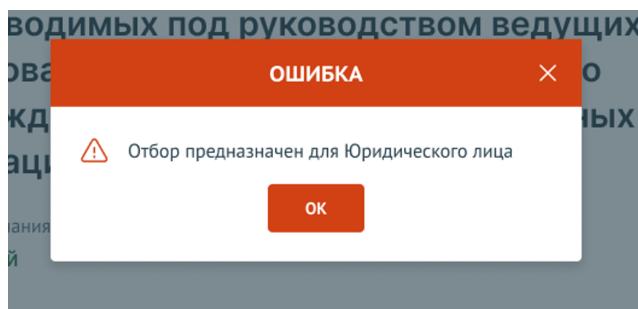 водимых под руководством ведущих
ОШИБКА
Отбор предназначен для Юридического лица
ОК